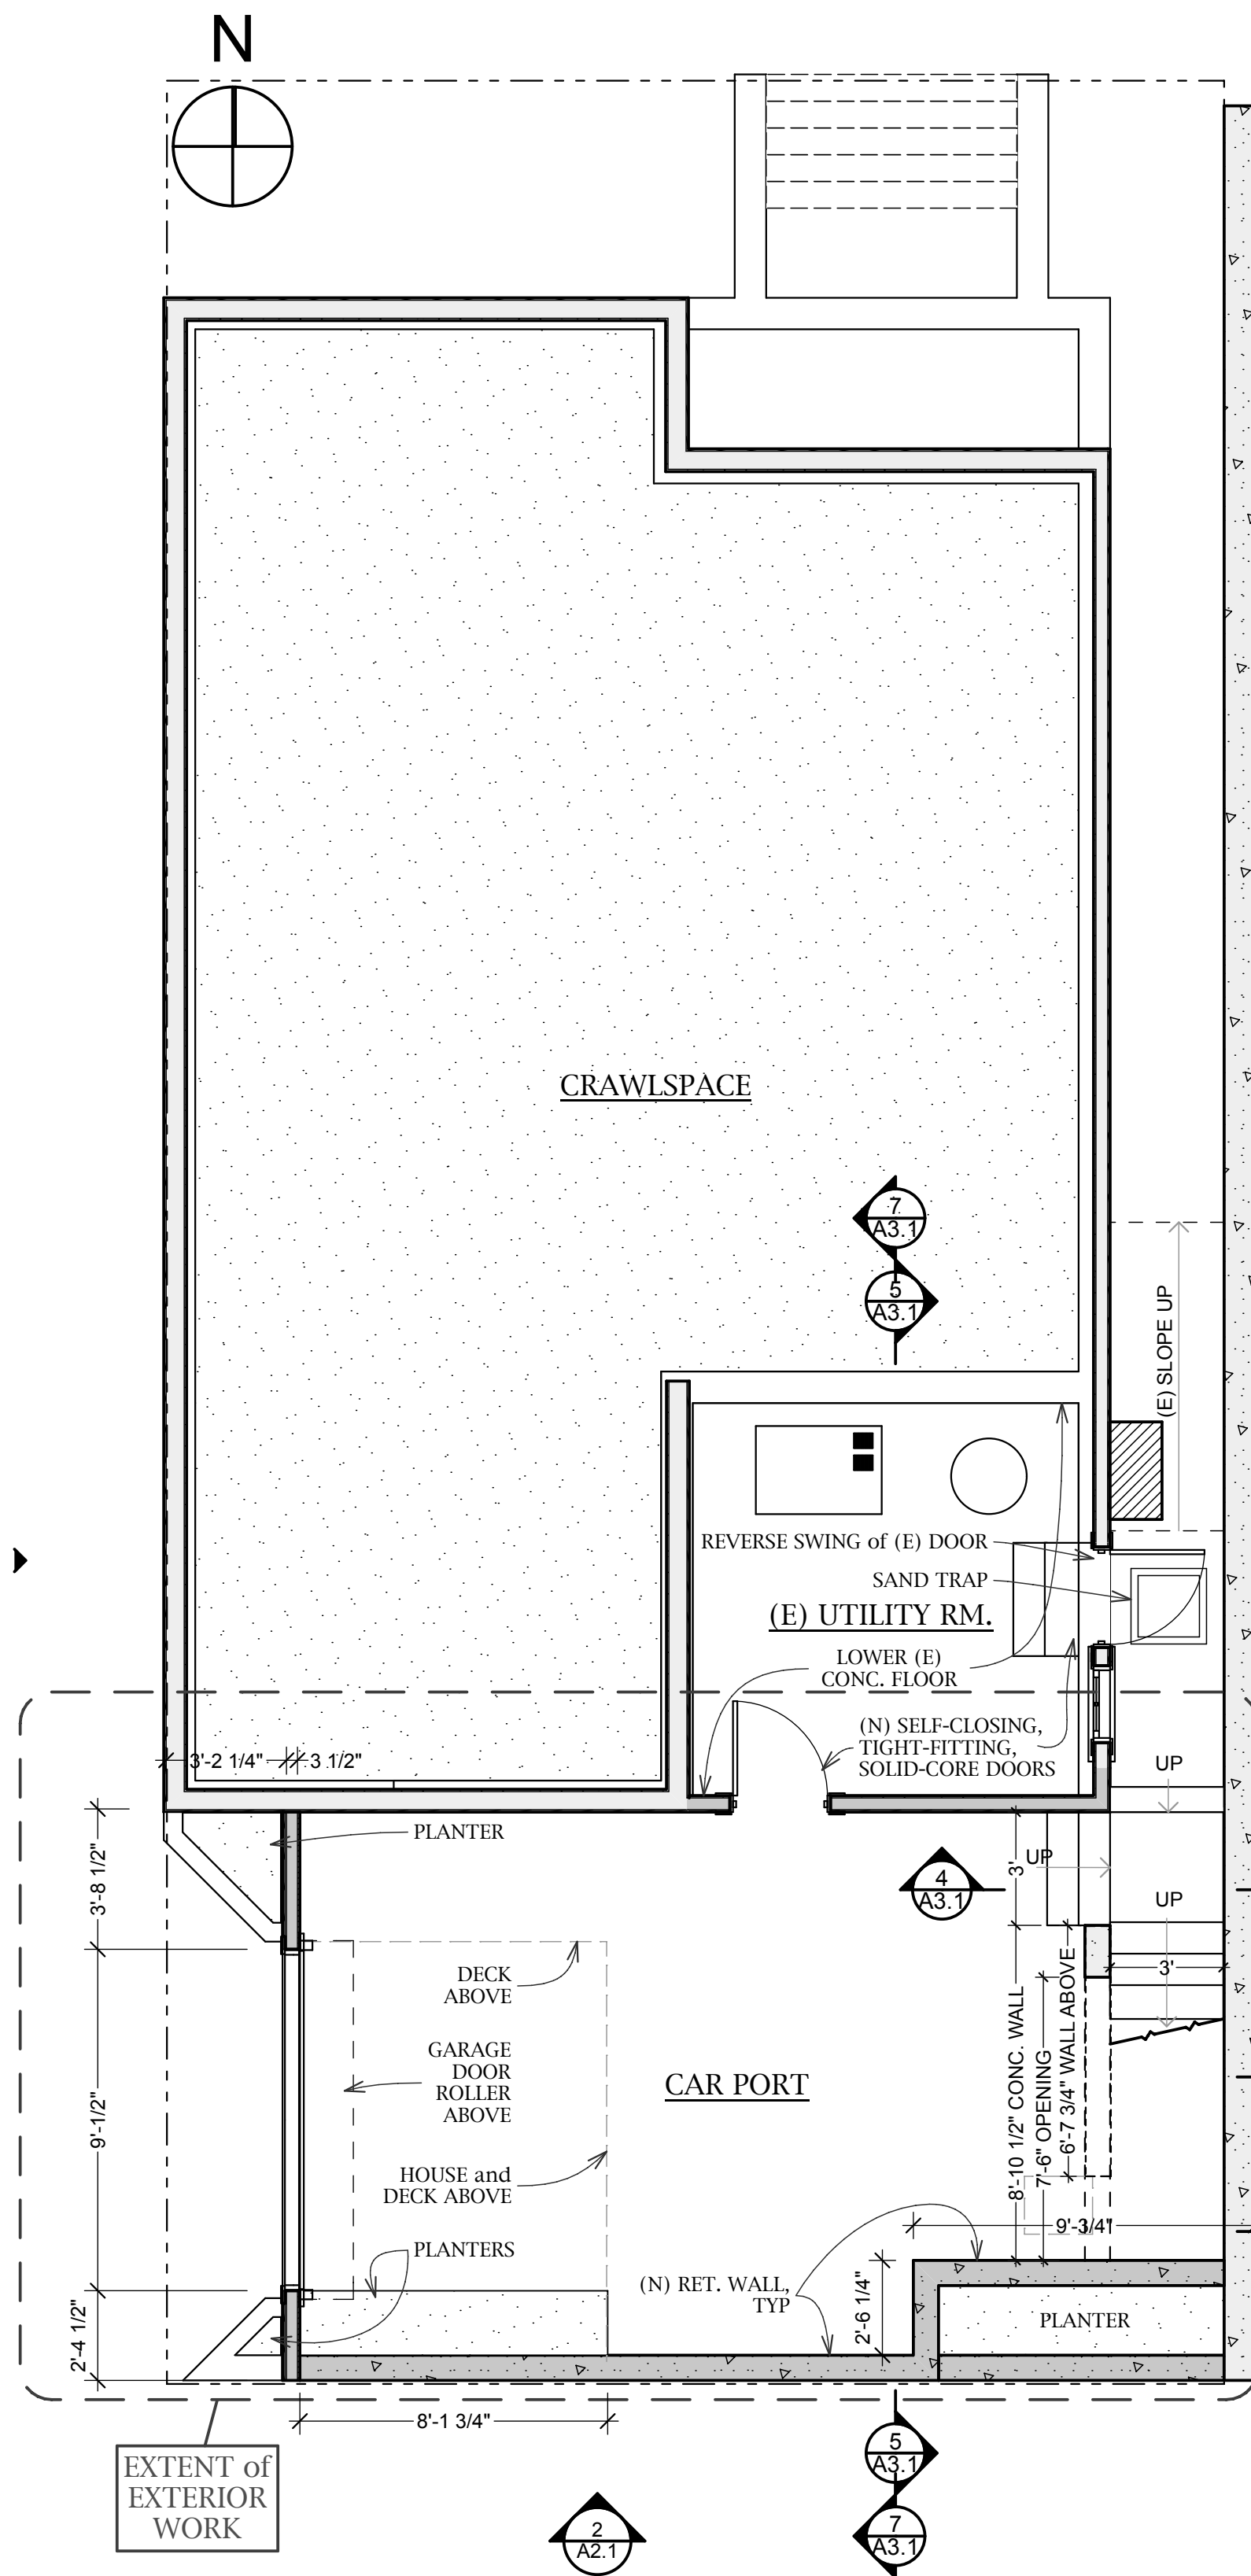 N
CRAWLSPACE
7
A3.1
5
A3.1
(E) SLOPE UP
REVERSE SWING of (E) DOOR
SAND TRAP
(E) UTILITY RM.
LOWER (E)
CONC. FLOOR
(N) SELF-CLOSING,
TIGHT-FITTING,
SOLID-CORE DOORS
3'-2 1/4"
3 1/2"
UP
PLANTER
3'-8 1/2"
4
A3.1
3'
UP
UP
DECK
ABOVE
3'
GARAGE
DOOR
ROLLER
ABOVE
CAR PORT
8'-10 1/2" CONC. WALL
7'-6" OPENING
6'-7 3/4" WALL ABOVE
9'-1/2"
HOUSE and
DECK ABOVE
9'-3/4"
PLANTERS
(N) RET. WALL,
TYP
2'-6 1/4"
PLANTER
2'-4 1/2"
8'-1 3/4"
EXTENT of
EXTERIOR
WORK
5
A3.1
2
A2.1
7
A3.1